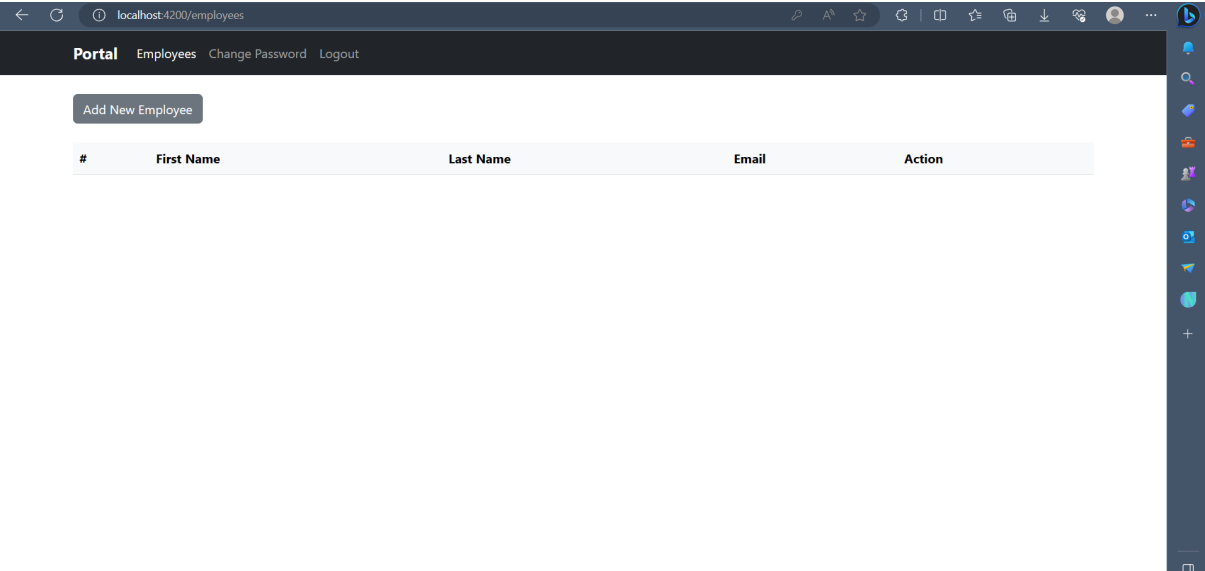 localhost:4200/employees
Portal Employees Change Password Logout
Add New Employee
# First Name Last Name Email Action